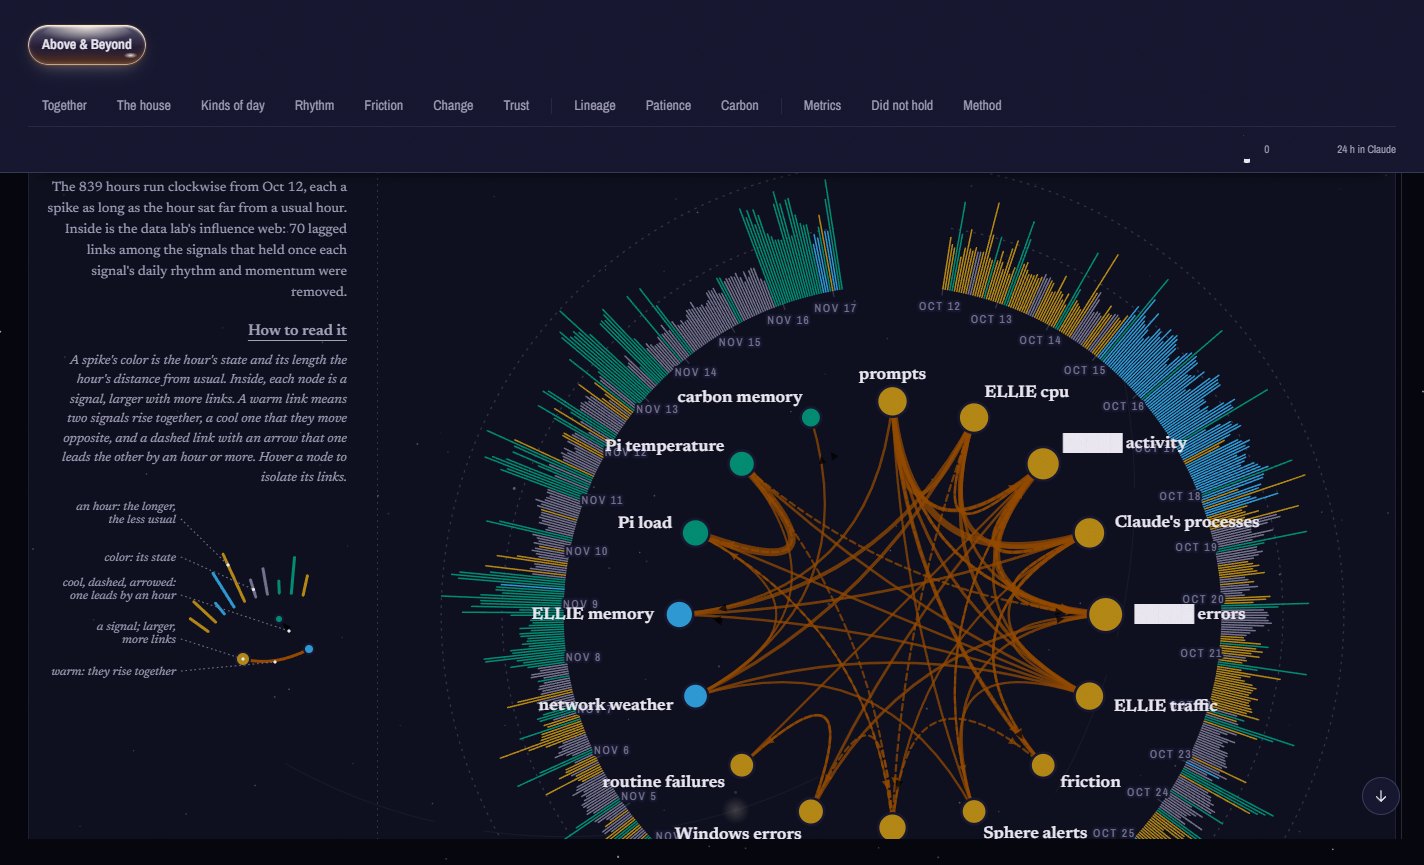 Above & Beyond
Together The house Kinds of day Rhythm Friction Change Trust Lineage Patience Carbon Metrics Did not hold Method
0 24 h in Claude
The 839 hours run clockwise from Oct 12, each a
spike as long as the hour sat far from a usual hour.
Inside is the data lab's influence web: 70 lagged
links among the signals that held once each
signal's daily rhythm and momentum were
removed.
How to read it
A spike's color is the hour's state and its length the
hour's distance from usual. Inside, each node is a
signal, larger with more links. A warm link means
two signals rise together, a cool one that they move
opposite, and a dashed link with an arrow that one
leads the other by an hour or more. Hover a node to
isolate its links.
an hour: the longer,
the less usual
color: its state
cool, dashed, arrowed:
one leads by an hour
a signal; larger,
more links
warm: they rise together
OCT 12
OCT 13
OCT 14
OCT 15
OCT 16
OCT 17
OCT 18
OCT 19
OCT 20
OCT 21
OCT 23
OCT 24
OCT 25
NOV 5
NOV 6
NOV 7
NOV 8
NOV 9
NOV 10
NOV 11
NOV 12
NOV 13
NOV 14
NOV 15
NOV 16
NOV 17
prompts
ELLIE cpu
activity
Claude's processes
errors
ELLIE traffic
friction
Sphere alerts
Windows errors
routine failures
network weather
ELLIE memory
Pi load
Pi temperature
carbon memory